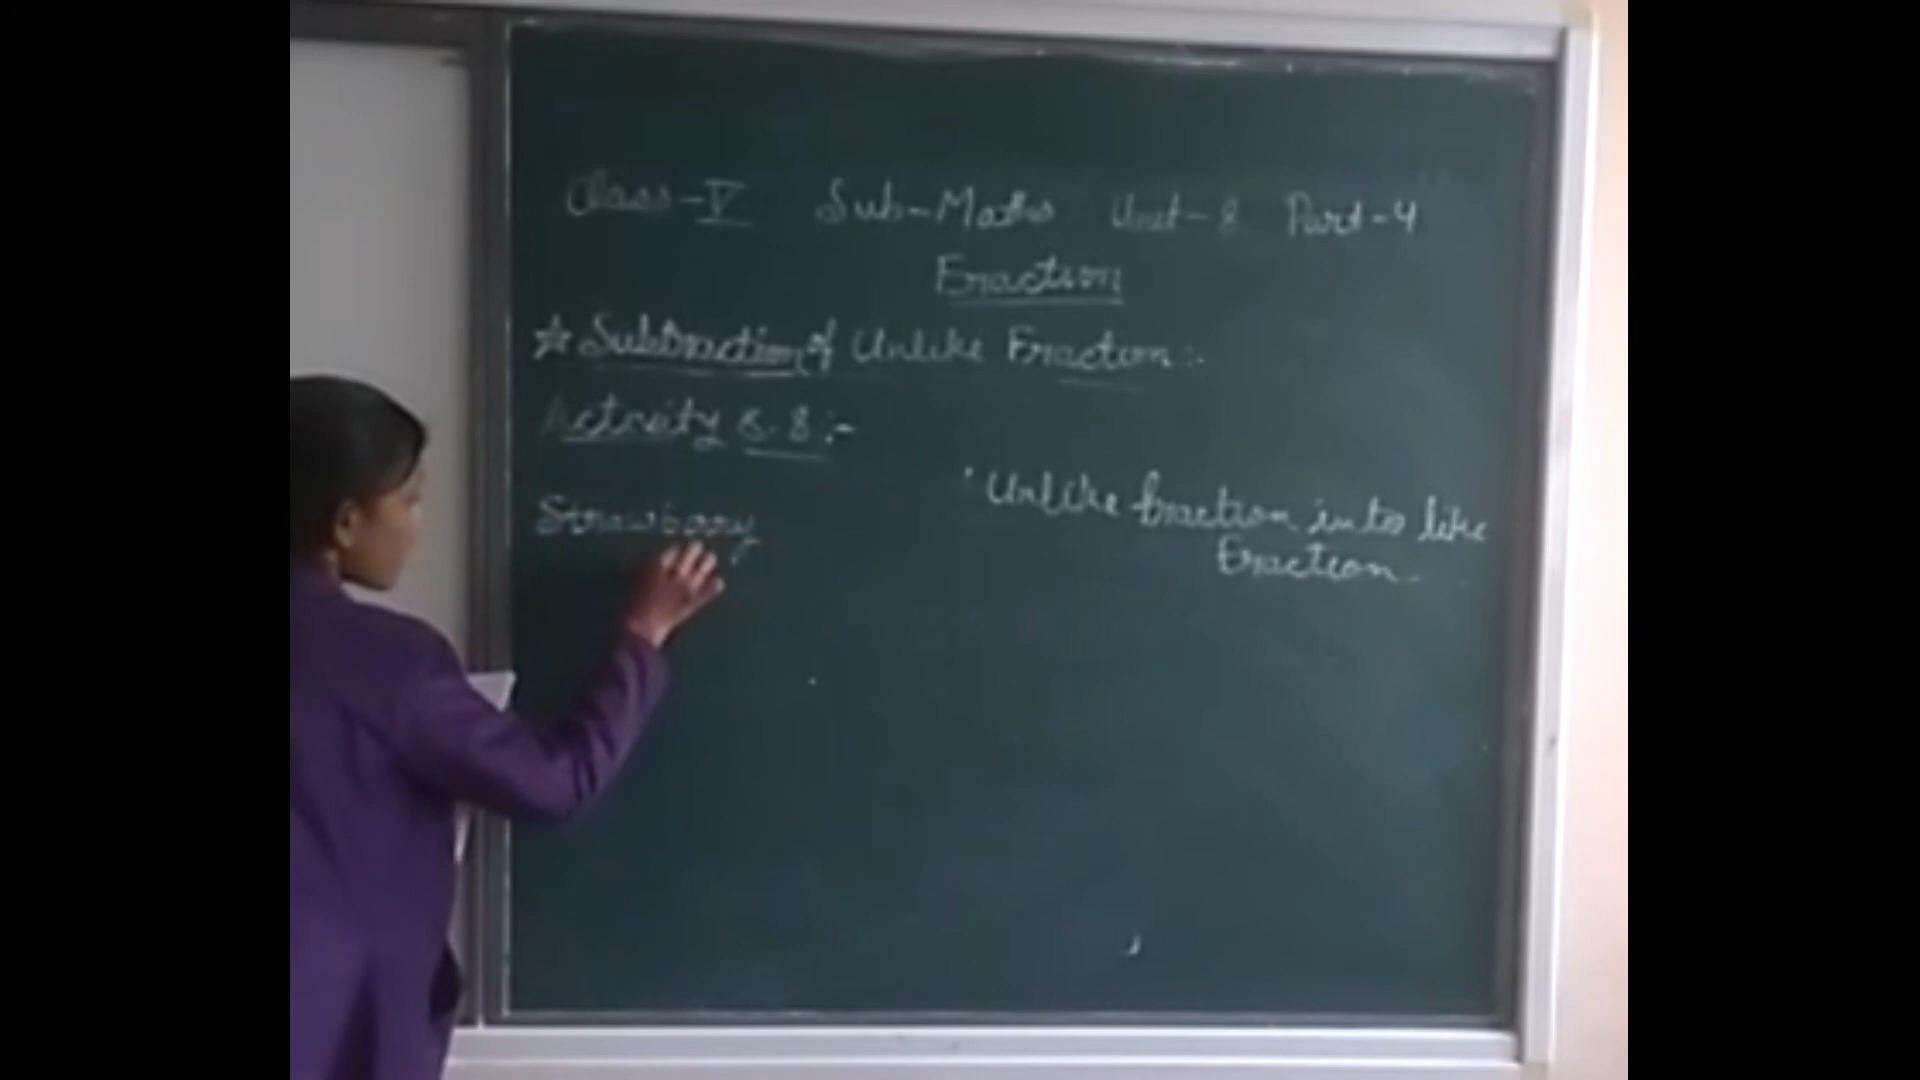 Class-V Sub-Maths Unit-8 Part-4
Fraction
☆ Subtraction of Unlike Fraction:-
Activity 8.8:-
Strawberry
• Unlike fraction into like
Fraction.